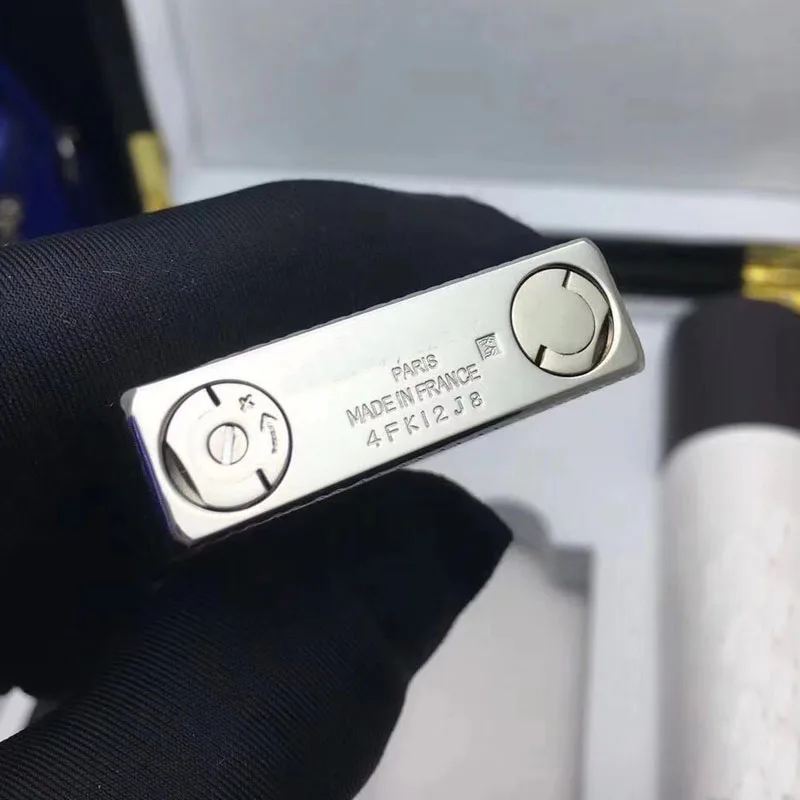 PARIS
MADE IN FRANCE
4FK12J8
+